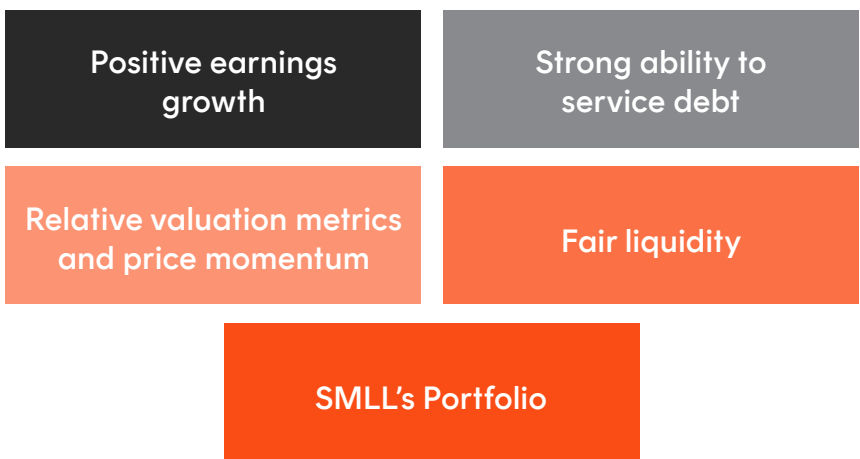 Positive earnings
growth
Strong ability to
service debt
Relative valuation metrics
and price momentum
Fair liquidity
SMLL's Portfolio